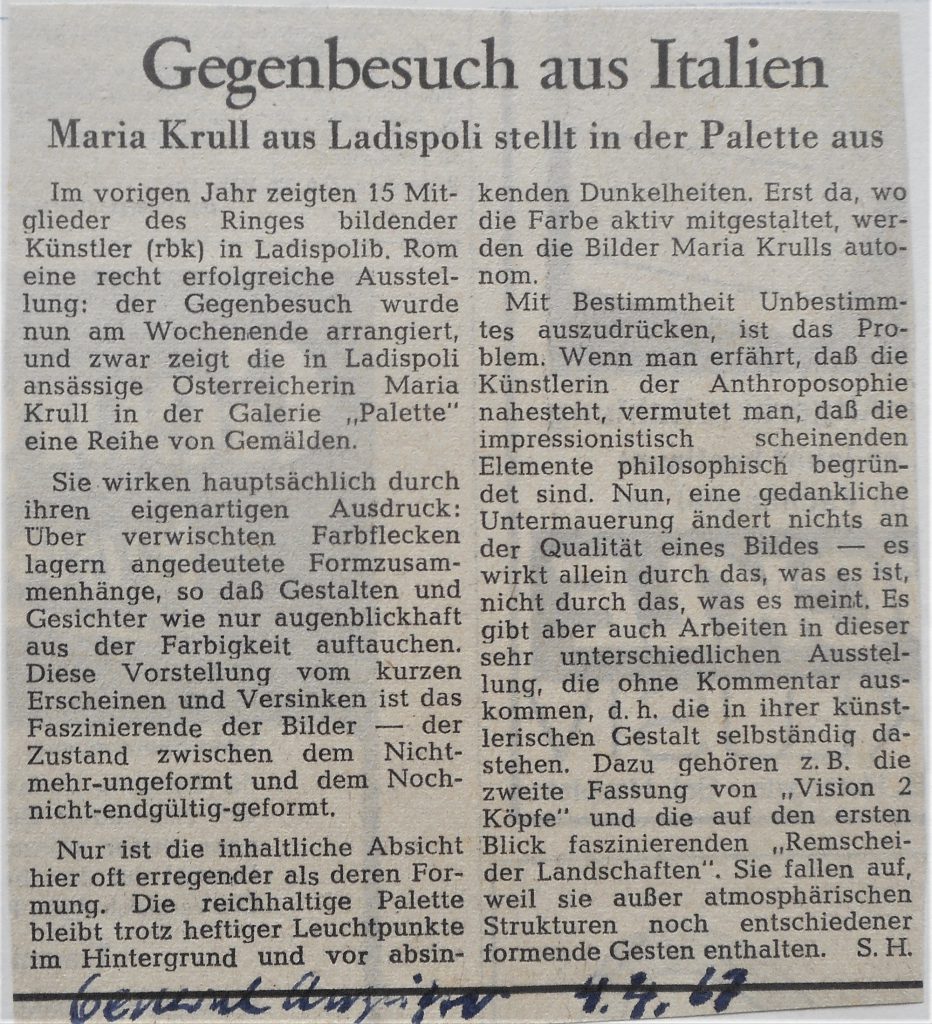 Gegenbesuch aus Italien
Maria Krull aus Ladispoli stellt in der Palette aus
Im vorigen Jahr zeigten 15 Mit-
glieder des Ringes bildender
Künstler (rbk) in Ladispolib. Rom
eine recht erfolgreiche Ausstel-
lung: der Gegenbesuch wurde
nun am Wochenende arrangiert,
und zwar zeigt die in Ladispoli
ansässige Österreicherin Maria
Krull in der Galerie „Palette"
eine Reihe von Gemälden.
Sie wirken hauptsächlich durch
ihren eigenartigen Ausdruck:
Über verwischten Farbflecken
lagern angedeutete Formzusam-
menhänge, so daß Gestalten und
Gesichter wie nur augenblickhaft
aus der Farbigkeit auftauchen.
Diese Vorstellung vom kurzen
Erscheinen und Versinken ist das
Faszinierende der Bilder — der
Zustand zwischen dem Nicht-
mehr-ungeformt und dem Noch-
nicht-endgültig-geformt.
Nur ist die inhaltliche Absicht
hier oft erregender als deren For-
mung. Die reichhaltige Palette
bleibt trotz heftiger Leuchtpunkte
im Hintergrund und vor absin-
kenden Dunkelheiten. Erst da, wo
die Farbe aktiv mitgestaltet, wer-
den die Bilder Maria Krulls auto-
nom.
Mit Bestimmtheit Unbestimm-
tes auszudrücken, ist das Pro-
blem. Wenn man erfährt, daß die
Künstlerin der Anthroposophie
nahesteht, vermutet man, daß die
impressionistisch scheinenden
Elemente philosophisch begrün-
det sind. Nun, eine gedankliche
Untermauerung ändert nichts an
der Qualität eines Bildes — es
wirkt allein durch das, was es ist,
nicht durch das, was es meint. Es
gibt aber auch Arbeiten in dieser
sehr unterschiedlichen Ausstel-
lung, die ohne Kommentar aus-
kommen, d. h. die in ihrer künst-
lerischen Gestalt selbständig da-
stehen. Dazu gehören z. B. die
zweite Fassung von „Vision 2
Köpfe" und die auf den ersten
Blick faszinierenden „Remschei-
der Landschaften". Sie fallen auf,
weil sie außer atmosphärischen
Strukturen noch entschiedener
formende Gesten enthalten. S. H.
General Anzeiger 4.4.67